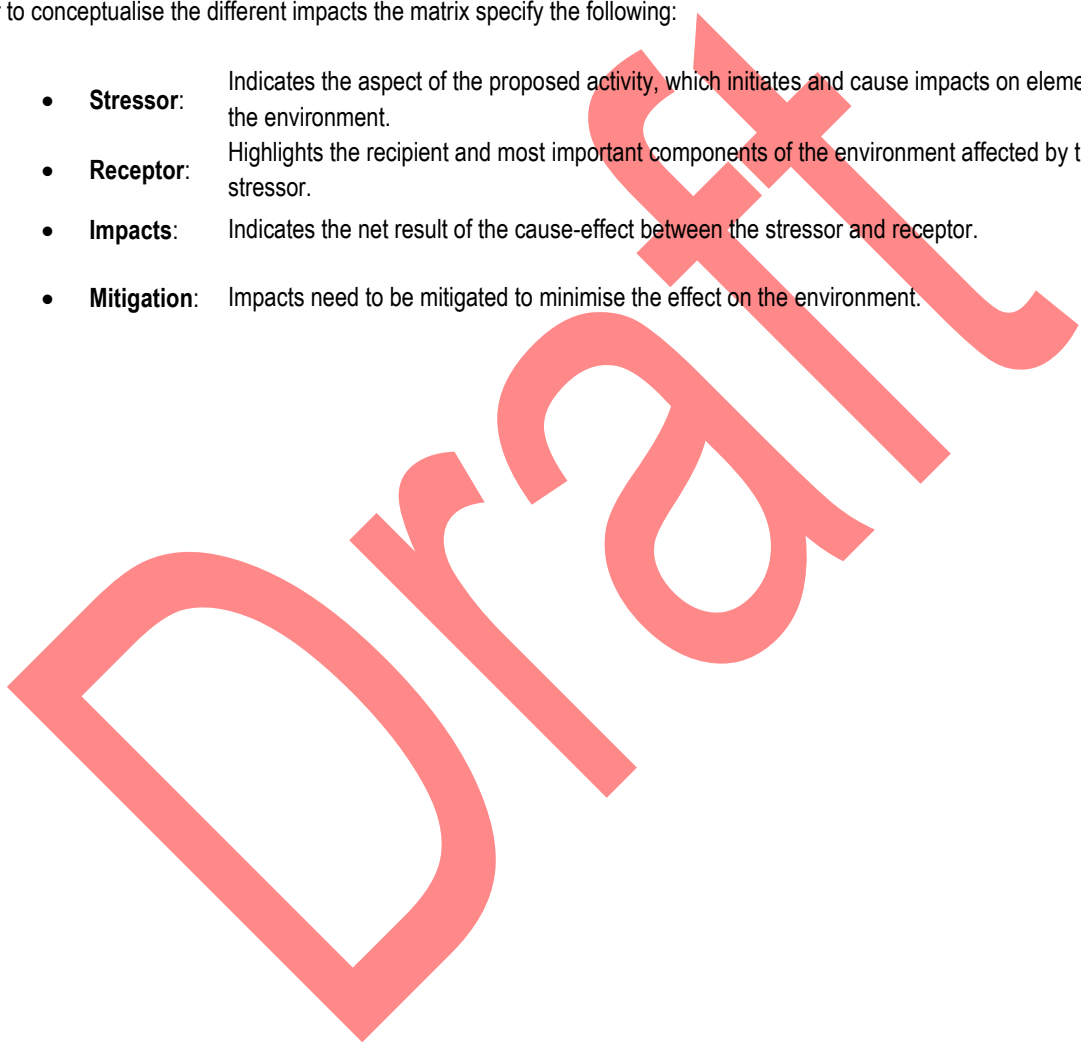 to conceptualise the different impacts the matrix specify the following:
• Stressor: Indicates the aspect of the proposed activity, which initiates and cause impacts on
the environment.
• Receptor: Highlights the recipient and most important components of the environment affected by
stressor.
• Impacts: Indicates the net result of the cause-effect between the stressor and receptor.
• Mitigation: Impacts need to be mitigated to minimise the effect on the environment.
Draft